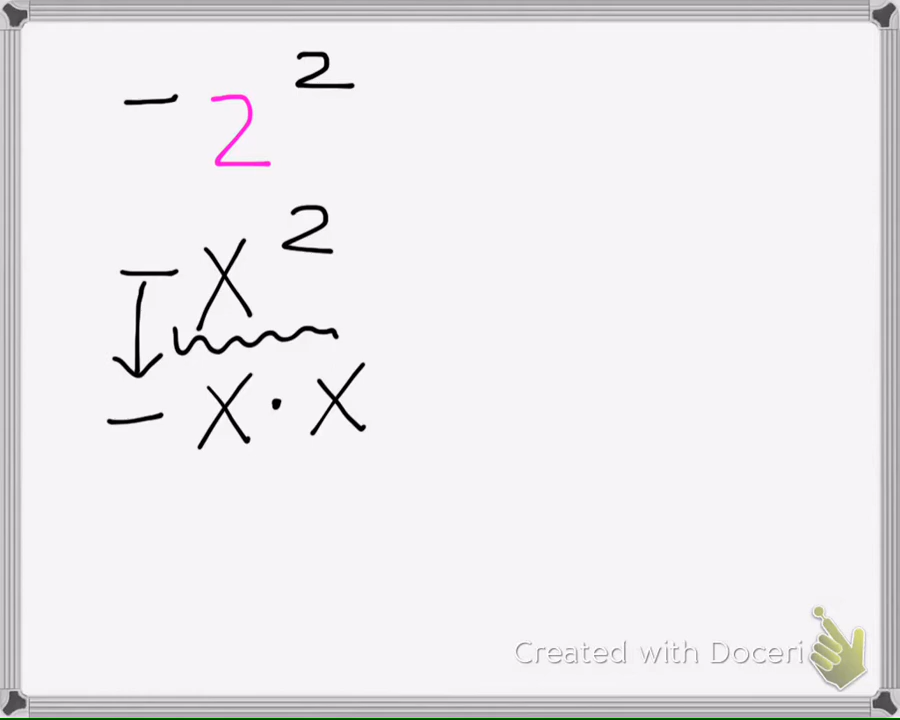 - 2²
- X²
- X · X
Created with Doceri